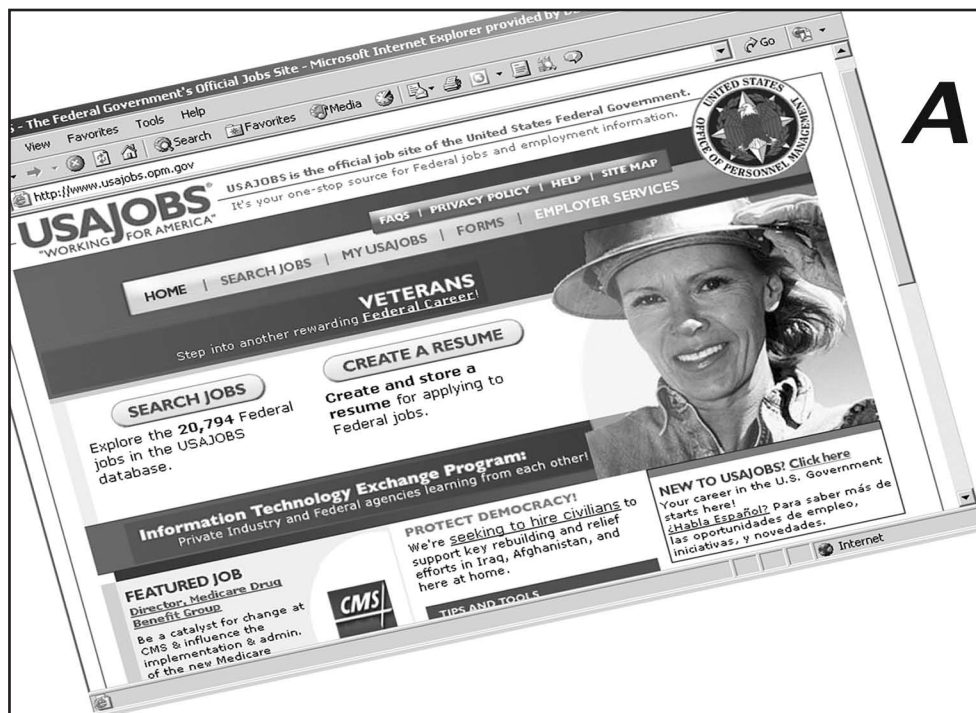 - The Federal Government's Official Jobs Site - Microsoft Internet Explorer provided by
View Favorites Tools Help
Search Favorites Media
Go
http://www.usajobs.opm.gov
USAJOBS®
"WORKING FOR AMERICA"
USAJOBS is the official job site of the United States Federal Government.
It's your one-stop source for Federal jobs and employment information.
UNITED STATES
OFFICE OF PERSONNEL MANAGEMENT
A
FAQS | PRIVACY POLICY | HELP | SITE MAP
HOME | SEARCH JOBS | MY USAJOBS | FORMS | EMPLOYER SERVICES
VETERANS
Step into another rewarding Federal Career!
SEARCH JOBS
Explore the 20,794 Federal
jobs in the USAJOBS
database.
CREATE A RESUME
Create and store a
resume for applying to
Federal jobs.
Information Technology Exchange Program:
Private Industry and Federal agencies learning from each other!
FEATURED JOB
Director, Medicare Drug
Benefit Group
Be a catalyst for change at
CMS & influence the
implementation & admin.
of the new Medicare
CMS
PROTECT DEMOCRACY!
We're seeking to hire civilians to
support key rebuilding and relief
efforts in Iraq, Afghanistan, and
here at home.
TIPS AND TOOLS
NEW TO USAJOBS? Click here
Your career in the U.S. Government
starts here!
¿Habla Español? Para saber más de
las oportunidades de empleo,
iniciativas, y novedades.
Internet